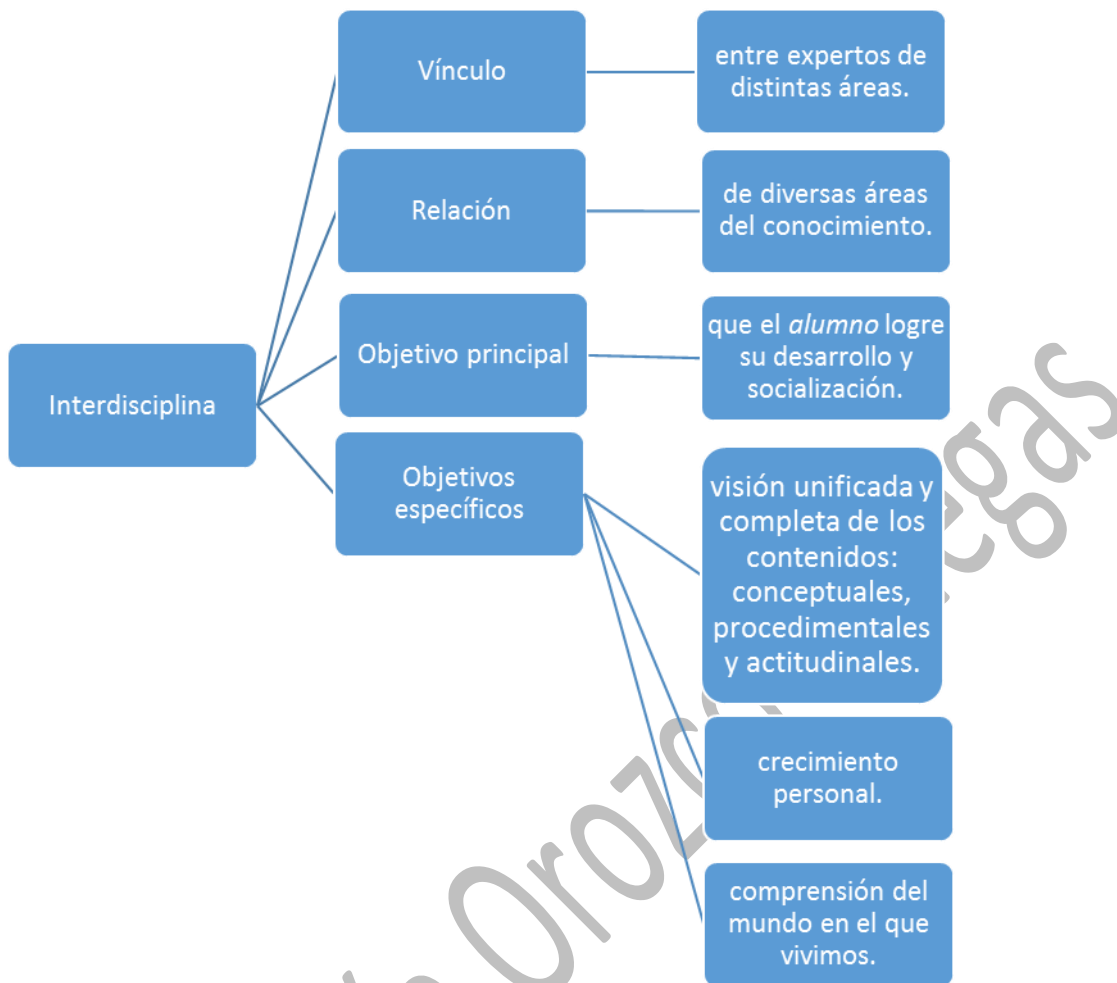 Interdisciplina
Vínculo
entre expertos de
distintas áreas.
Relación
de diversas áreas
del conocimiento.
Objetivo principal
que el alumno logre
su desarrollo y
socialización.
Objetivos
específicos
visión unificada y
completa de los
contenidos:
conceptuales,
procedimentales
y actitudinales.
crecimiento
personal.
comprensión del
mundo en el que
vivimos.